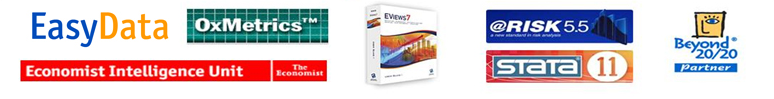 EasyData
OxMetrics™
Economist Intelligence Unit
The
Economist
EViews7
@RISK 5.5
a new standard in risk analysis
STATA 11
Beyond®
20/20
Partner